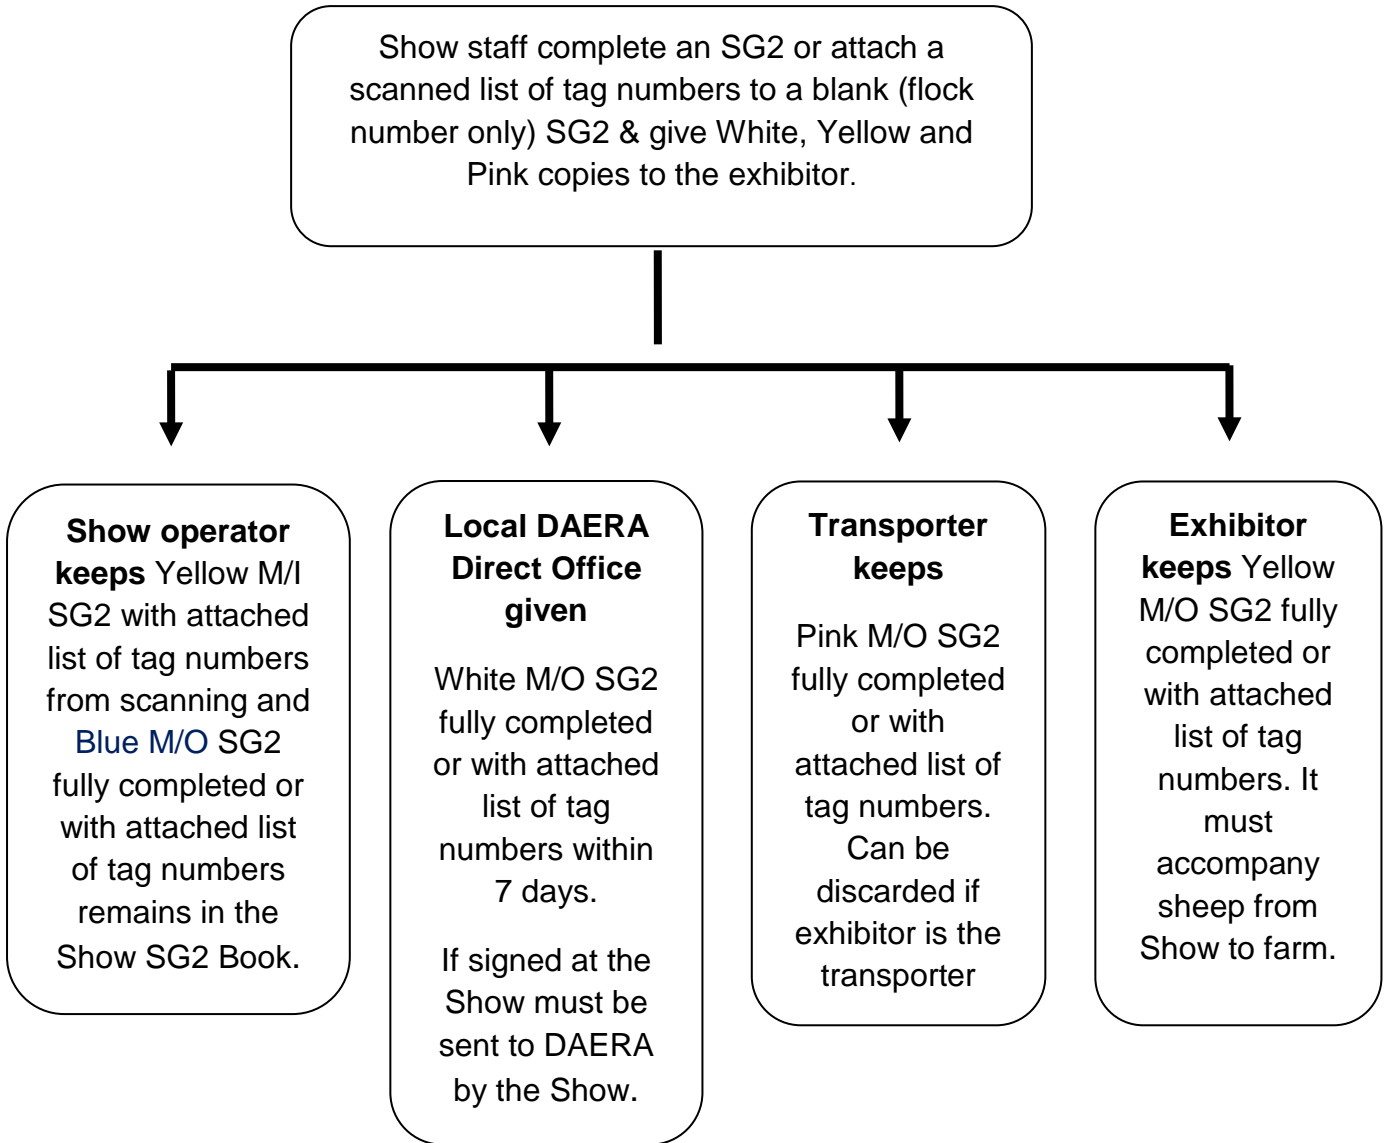 Show staff complete an SG2 or attach a
scanned list of tag numbers to a blank (flock
number only) SG2 & give White, Yellow and
Pink copies to the exhibitor.
Show operator
keeps Yellow M/I
SG2 with attached
list of tag numbers
from scanning and
Blue M/O SG2
fully completed or
with attached list
of tag numbers
remains in the
Show SG2 Book.
Local DAERA
Direct Office
given
White M/O SG2
fully completed
or with attached
list of tag
numbers within
7 days.
If signed at the
Show must be
sent to DAERA
by the Show.
Transporter
keeps
Pink M/O SG2
fully completed
or with
attached list of
tag numbers.
Can be
discarded if
exhibitor is the
transporter
Exhibitor
keeps Yellow
M/O SG2 fully
completed or
with attached
list of tag
numbers. It
must
accompany
sheep from
Show to farm.